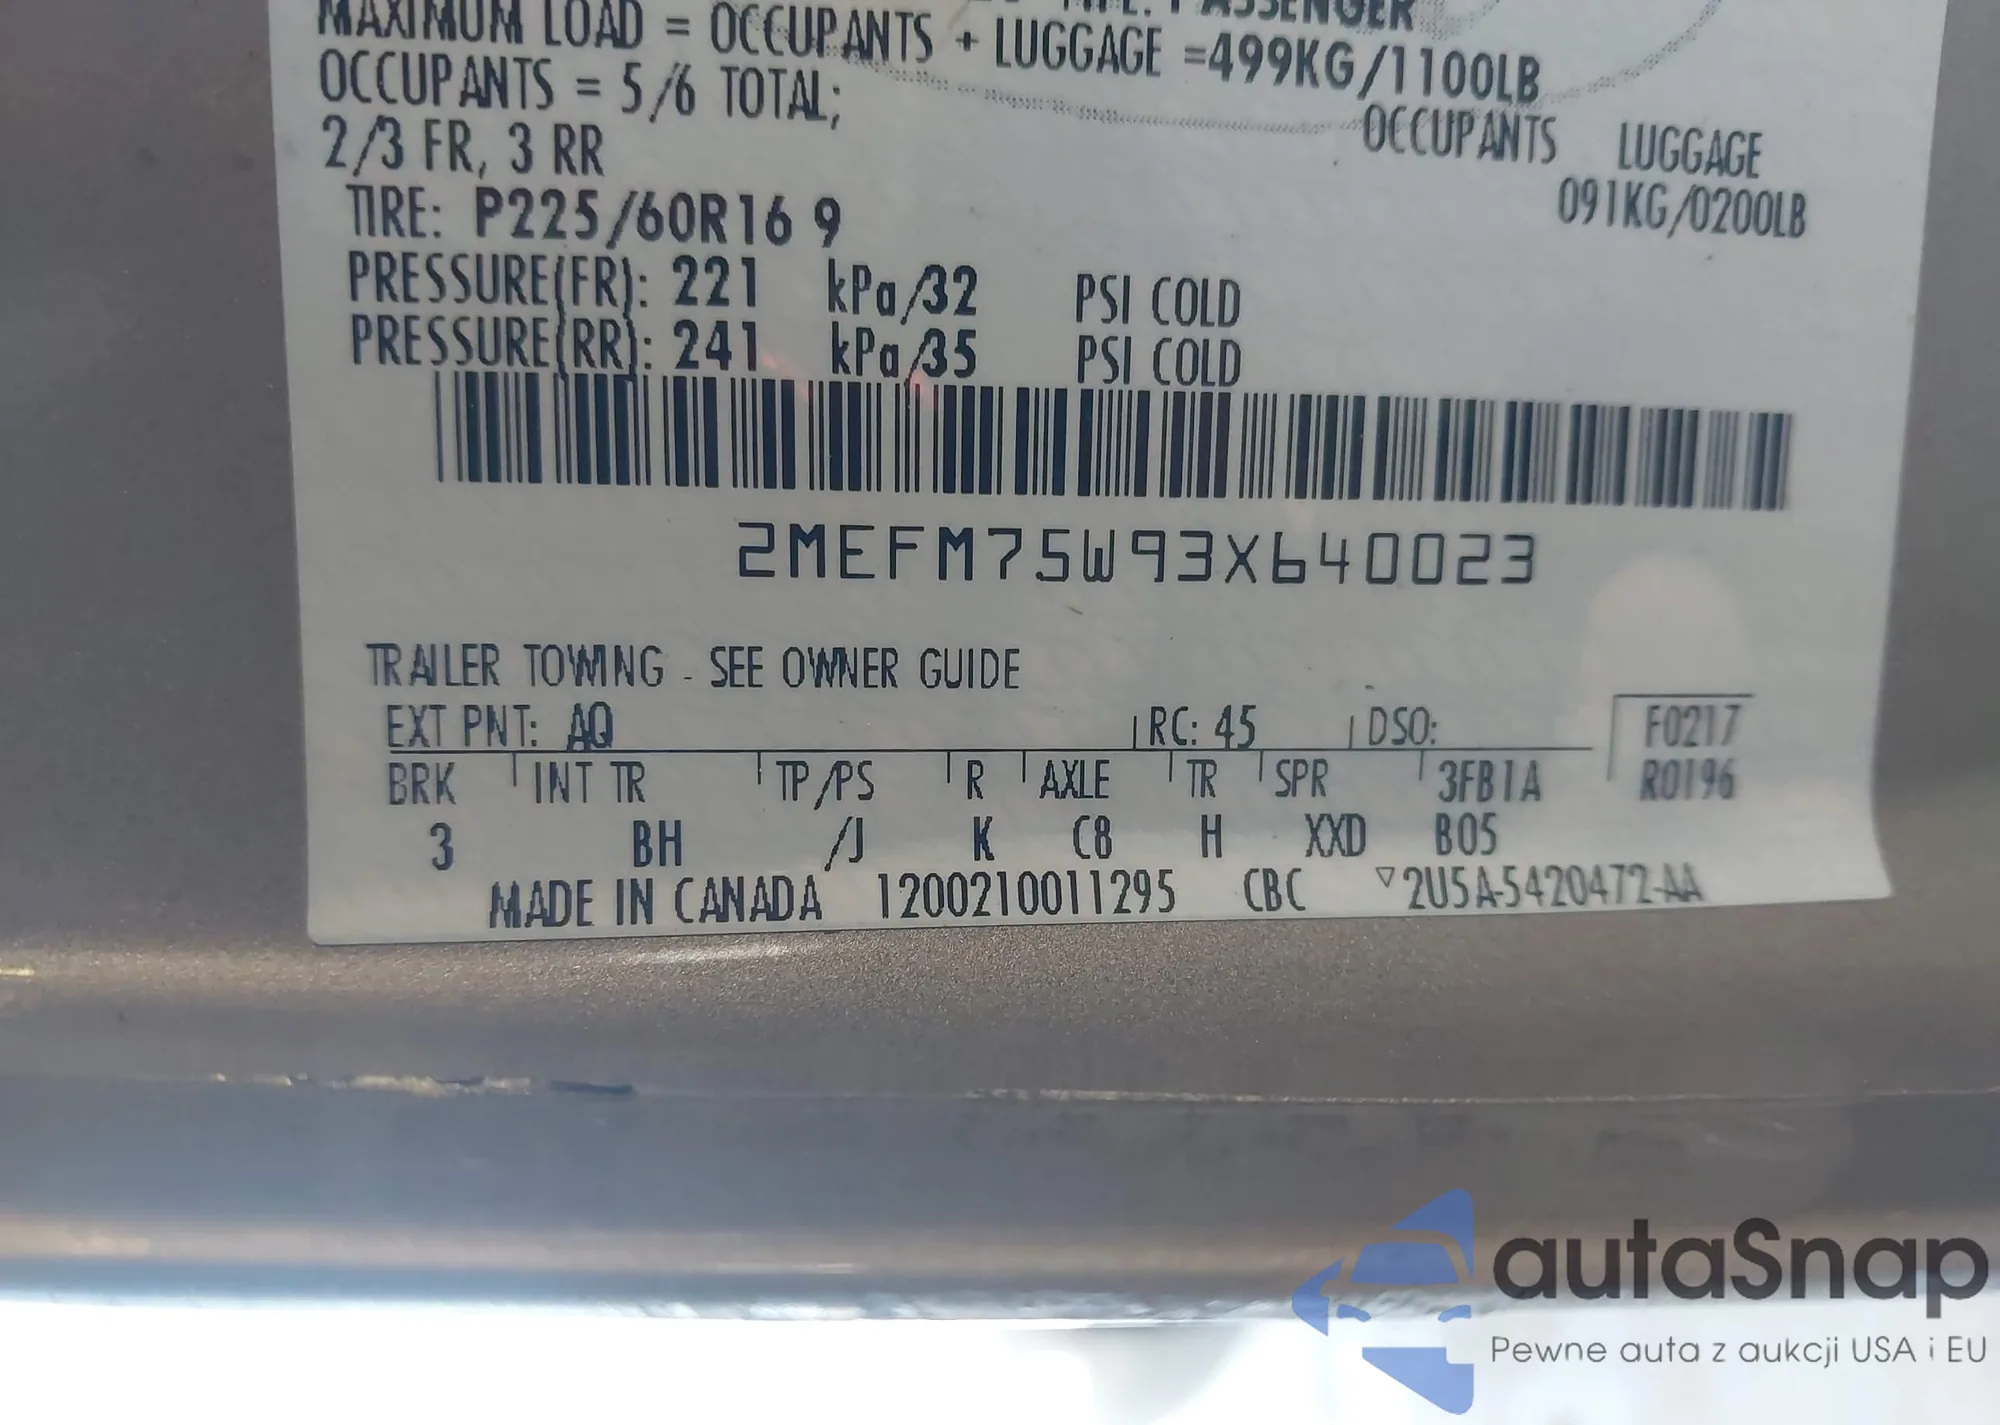 TYPE: PASSENGER
MAXIMUM LOAD = OCCUPANTS + LUGGAGE =499KG/1100LB
OCCUPANTS = 5/6 TOTAL;
OCCUPANTS LUGGAGE
2/3 FR, 3 RR
091KG/0200LB
TIRE: P225/60R16 9
PRESSURE(FR): 221 kPa/32 PSI COLD
PRESSURE(RR): 241 kPa/35 PSI COLD
2MEFM75W93X640023
TRAILER TOWING - SEE OWNER GUIDE
EXT PNT: AQ RC: 45 DSO: F0217
BRK INT TR TP/PS R AXLE TR SPR 3FB1A R0196
3 BH /J K C8 H XXD B05
MADE IN CANADA 1200210011295 CBC ▽2U5A-5420472-AA
autaSnap
Pewne auta z aukcji USA i EU